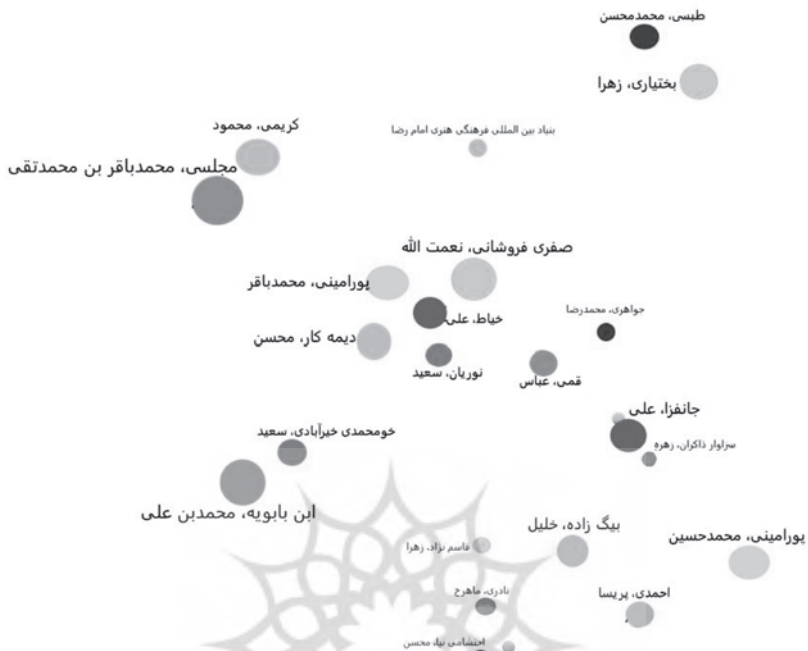 طبسی، محمدمحسن
بختیاری، زهرا
کریمی، محمود
بنیاد بین المللی فرهنگی هنری امام رضا
مجلسی، محمدباقر بن محمدتقی
صفری فروشانی، نعمت الله
پورامینی، محمدباقر
جواهری، محمدرضا
خیاط، علی
دیمه کار، محسن
نوریان، سعید
قمی، عباس
جانفزا، علی
خومحمدی خیرآبادی، سعید
سزاوار ذاکران، زهره
ابن بابویه، محمدبن علی
بیگ زاده، خلیل
پورامینی، محمدحسین
قاسم نژاد، زهرا
نادری، ماهرخ
احمدی، پریسا
احتشامی نیا، محسن